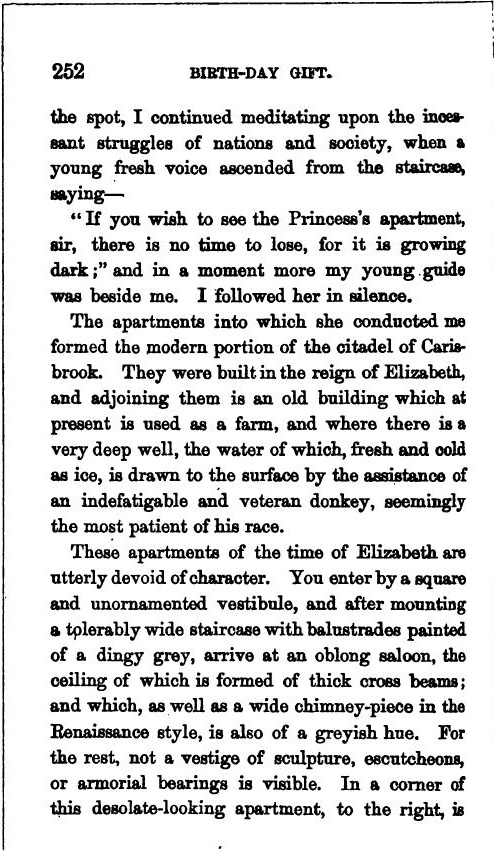 252 BIRTH-DAY GIFT.
the spot, I continued meditating upon the inces-
sant struggles of nations and society, when a
young fresh voice ascended from the staircase,
saying—
"If you wish to see the Princess's apartment,
sir, there is no time to lose, for it is growing
dark;" and in a moment more my young guide
was beside me. I followed her in silence.
The apartments into which she conducted me
formed the modern portion of the citadel of Caris-
brook. They were built in the reign of Elizabeth,
and adjoining them is an old building which at
present is used as a farm, and where there is a
very deep well, the water of which, fresh and cold
as ice, is drawn to the surface by the assistance of
an indefatigable and veteran donkey, seemingly
the most patient of his race.
These apartments of the time of Elizabeth are
utterly devoid of character. You enter by a square
and unornamented vestibule, and after mounting
a tolerably wide staircase with balustrades painted
of a dingy grey, arrive at an oblong saloon, the
ceiling of which is formed of thick cross beams;
and which, as well as a wide chimney-piece in the
Renaissance style, is also of a greyish hue. For
the rest, not a vestige of sculpture, escutcheons,
or armorial bearings is visible. In a corner of
this desolate-looking apartment, to the right, is